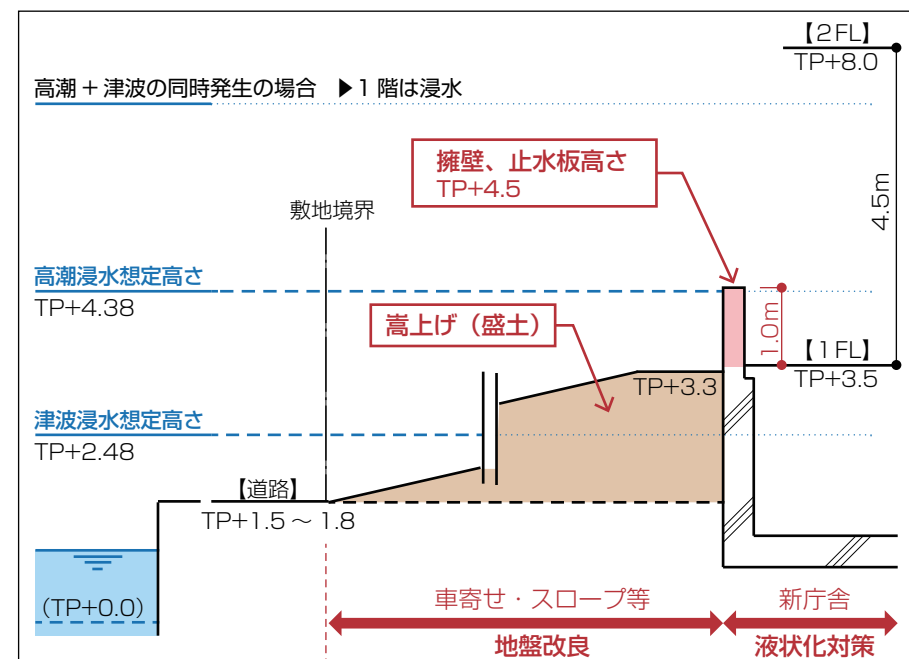 【2FL】
TP+8.0
高潮+津波の同時発生の場合 ▶1階は浸水
擁壁、止水板高さ
TP+4.5
敷地境界
4.5m
高潮浸水想定高さ
TP+4.38
嵩上げ（盛土）
1.0m
【1FL】
TP+3.5
TP+3.3
津波浸水想定高さ
TP+2.48
【道路】
TP+1.5～1.8
(TP+0.0)
車寄せ・スロープ等
新庁舎
地盤改良
液状化対策